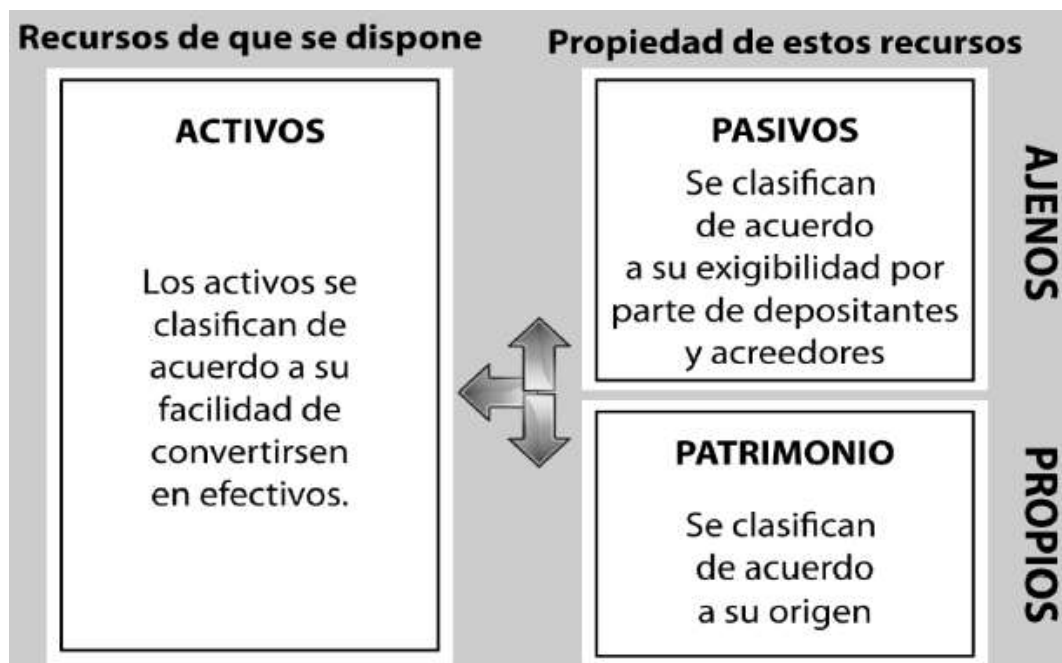 Recursos de que se dispone
ACTIVOS
Los activos se
clasifican de
acuerdo a su
facilidad de
convertirsen
en efectivos.
Propiedad de estos recursos
PASIVOS
Se clasifican
de acuerdo
a su exigibilidad por
parte de depositantes
y acreedores
AJENOS
PATRIMONIO
Se clasifican
de acuerdo
a su origen
PROPIOS